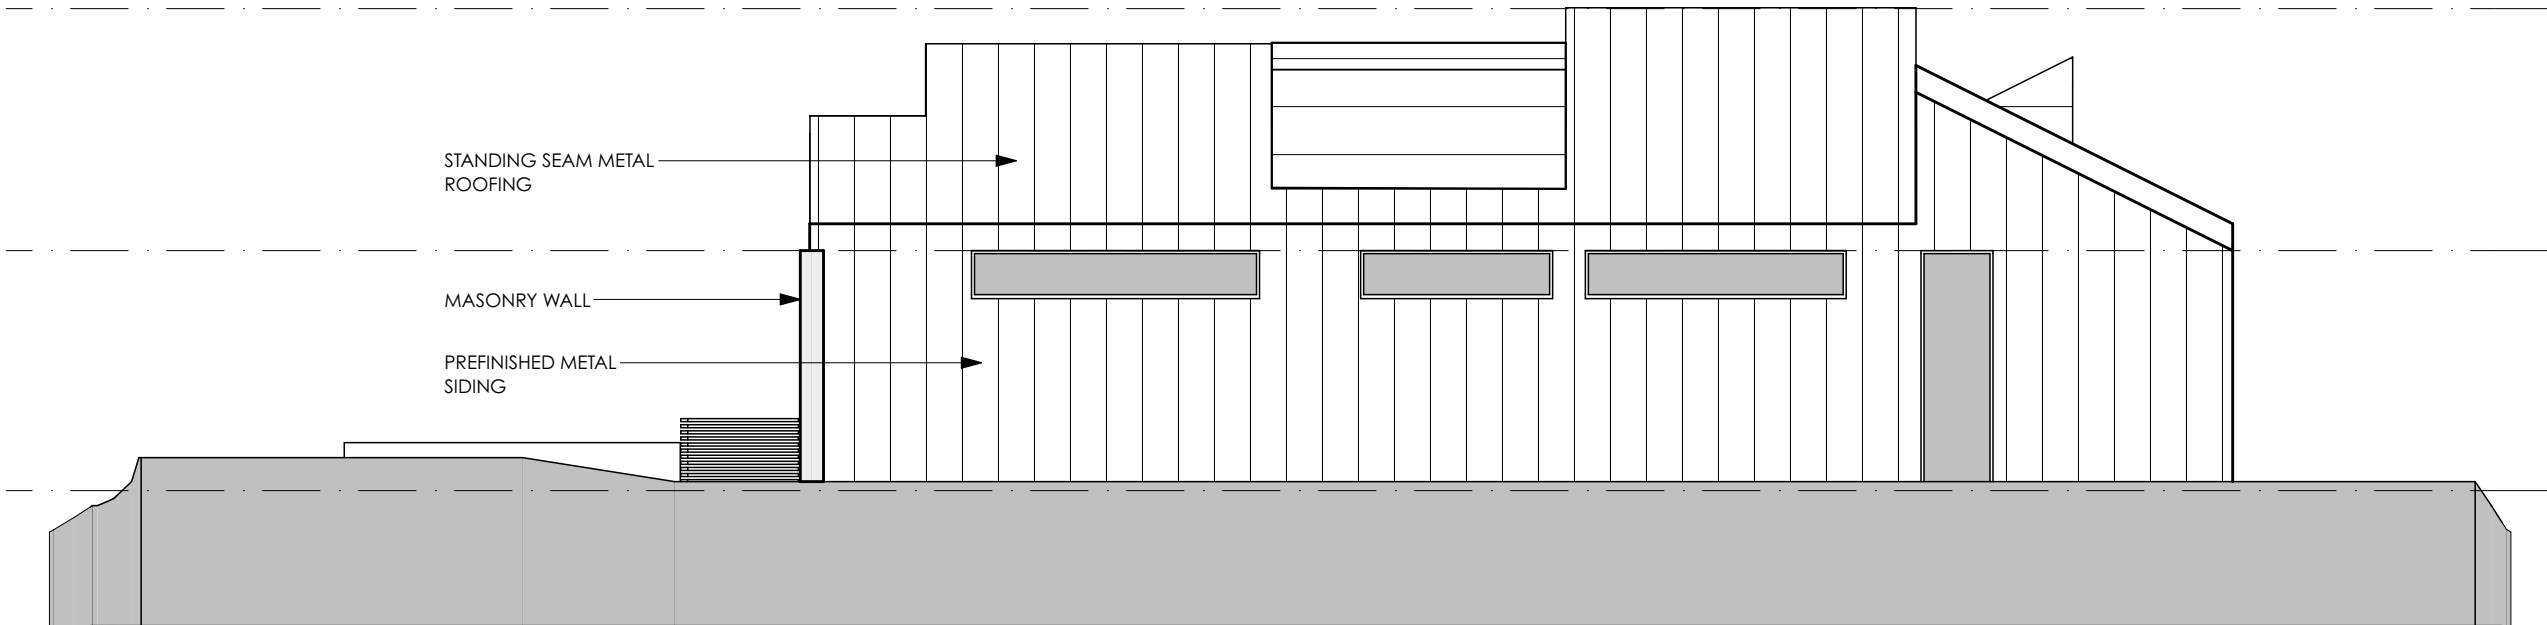 STANDING SEAM METAL
ROOFING
MASONRY WALL
PREFINISHED METAL
SIDING